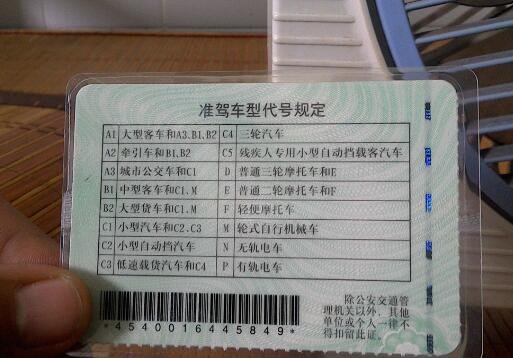 准驾车型代号规定
A1 大型客车和A3.B1.B2 C4 三轮汽车
A2 牵引车和B1.B2 C5 残疾人专用小型自动挡载客汽车
A3 城市公交车和C1 D 普通三轮摩托车和E
B1 中型客车和C1.M E 普通二轮摩托车和F
B2 大型货车和C1.M F 轻便摩托车
C1 小型汽车和C2.C3 M 轮式自行机械车
C2 小型自动挡汽车 N 无轨电车
C3 低速载货汽车和C4 P 有轨电车
*4540016445849*
除公安交通管
理机关以外，其他
单位或个人一律不
得扣留此证。